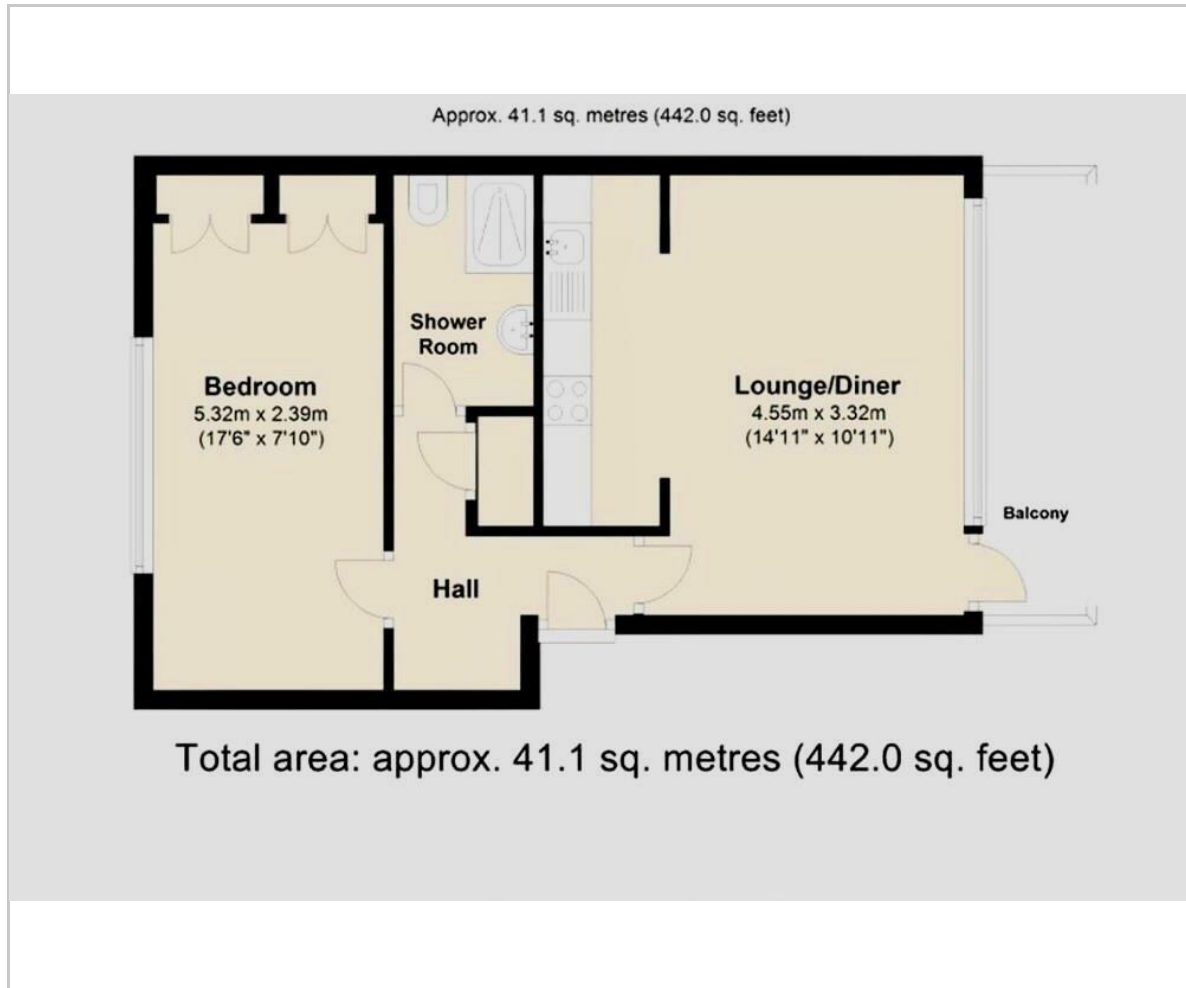 Approx. 41.1 sq. metres (442.0 sq. feet)
Shower
Room
Bedroom
5.32m x 2.39m
(17'6" x 7'10")
Lounge/Diner
4.55m x 3.32m
(14'11" x 10'11")
Balcony
Hall
Total area: approx. 41.1 sq. metres (442.0 sq. feet)